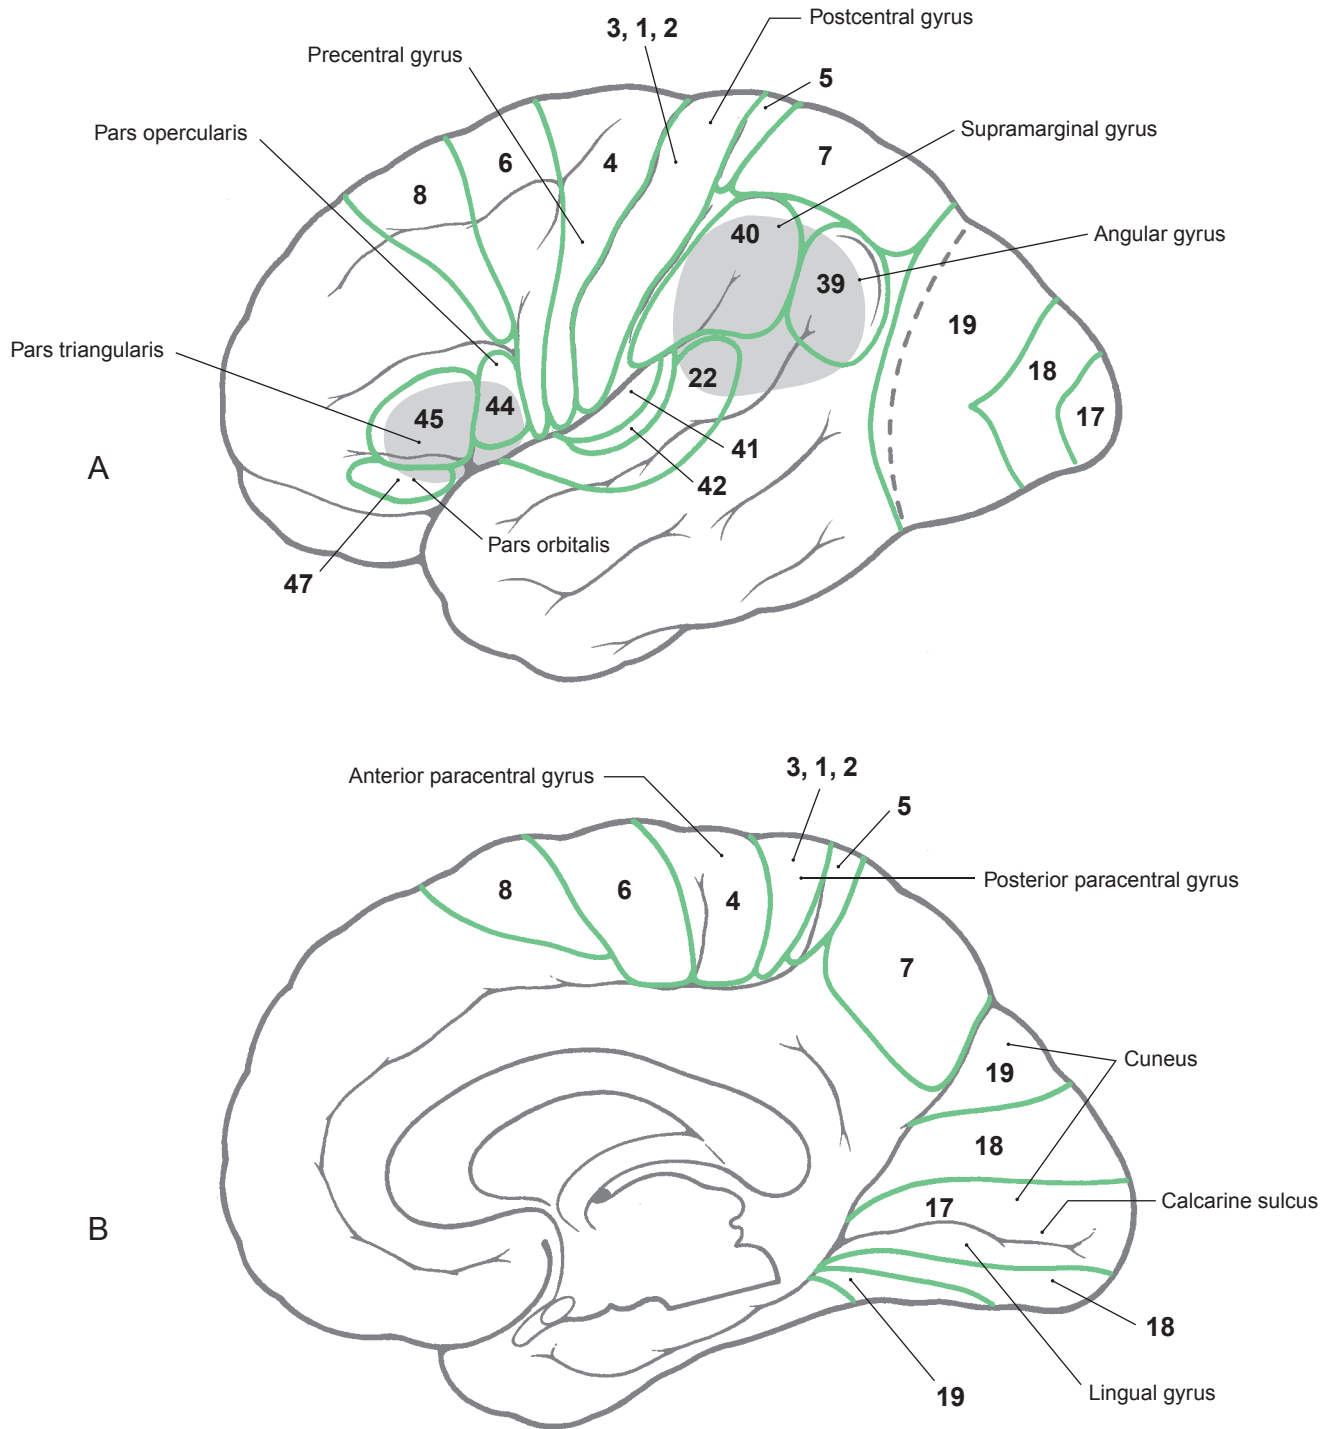 Postcentral gyrus
3, 1, 2
Precentral gyrus
5
Pars opercularis
Supramarginal gyrus
6
4
7
8
40
Angular gyrus
39
19
Pars triangularis
18
22
45
44
17
41
A
42
Pars orbitalis
47
3, 1, 2
Anterior paracentral gyrus
5
Posterior paracentral gyrus
8
6
4
7
Cuneus
19
18
17
Calcarine sulcus
B
18
19
Lingual gyrus